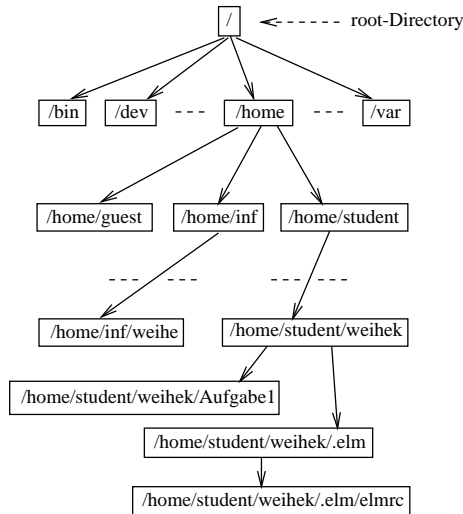 / root-Directory
/bin /dev /home /var
/home/guest /home/inf /home/student
/home/inf/weihe /home/student/weihek
/home/student/weihek/Aufgabe1
/home/student/weihek/.elm
/home/student/weihek/.elm/elmrc